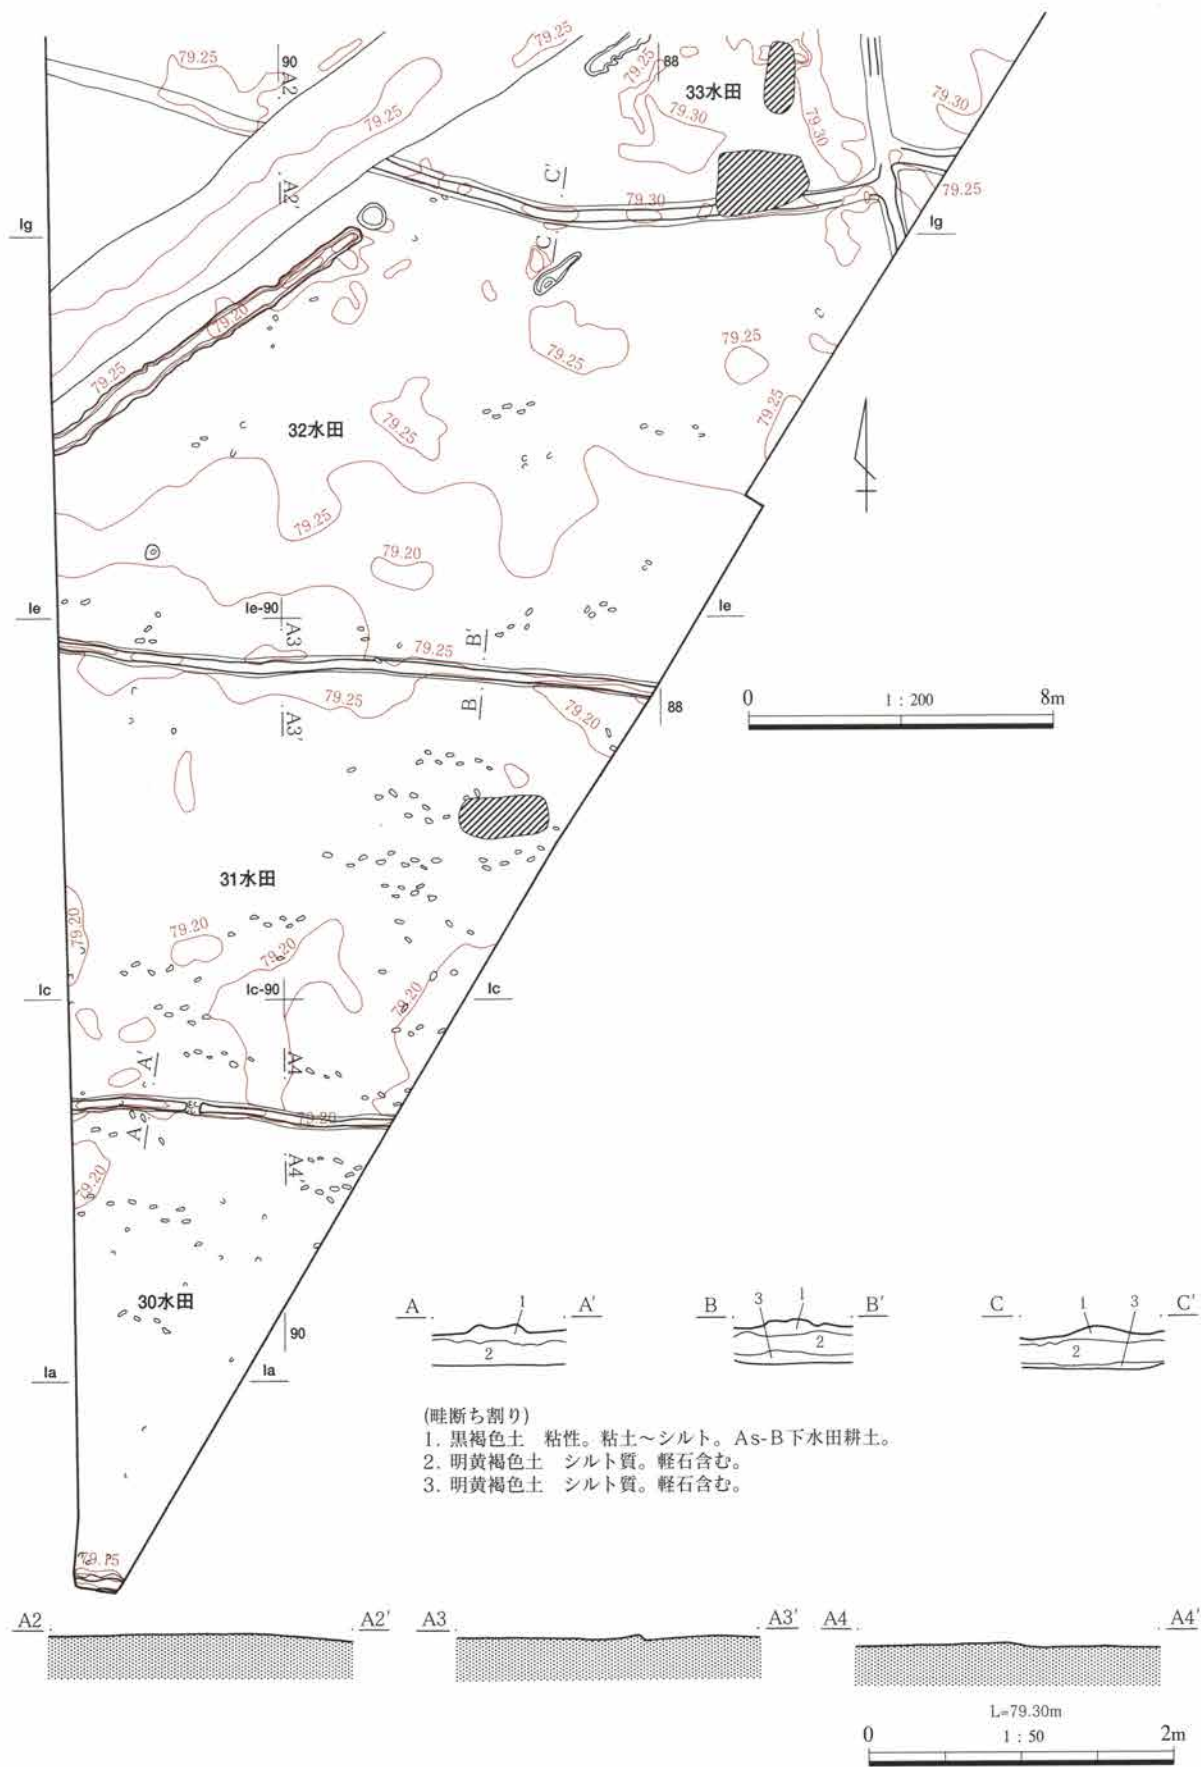 79.25
79.25
90
88
79.25
A2
33水田
79.30
79.25
79.30
79.30
A2'
C'
79.30
79.25
Ig
C
Ig
79.20
79.25
79.25
79.25
79.25
79.25
32水田
79.25
79.20
Ie
Ie-90
Ie
A3
B'
79.25
79.25
B
79.20
88
A3'
0 1:200 8m
31水田
79.20
79.20
79.20
Ic
Ic-90
Ic
79.20
A'
A4
79.20
A
A4'
79.20
30水田
90
Ia
Ia
A 1 A'
2
B 3 1 B'
2
C 1 3 C'
2
(畦断ち割り)
1. 黒褐色土 粘性。粘土~シルト。As-B下水田耕土。
2. 明黄褐色土 シルト質。軽石含む。
3. 明黄褐色土 シルト質。軽石含む。
A2 A2' A3 A3' A4 A4'
L=79.30m
0 1:50 2m